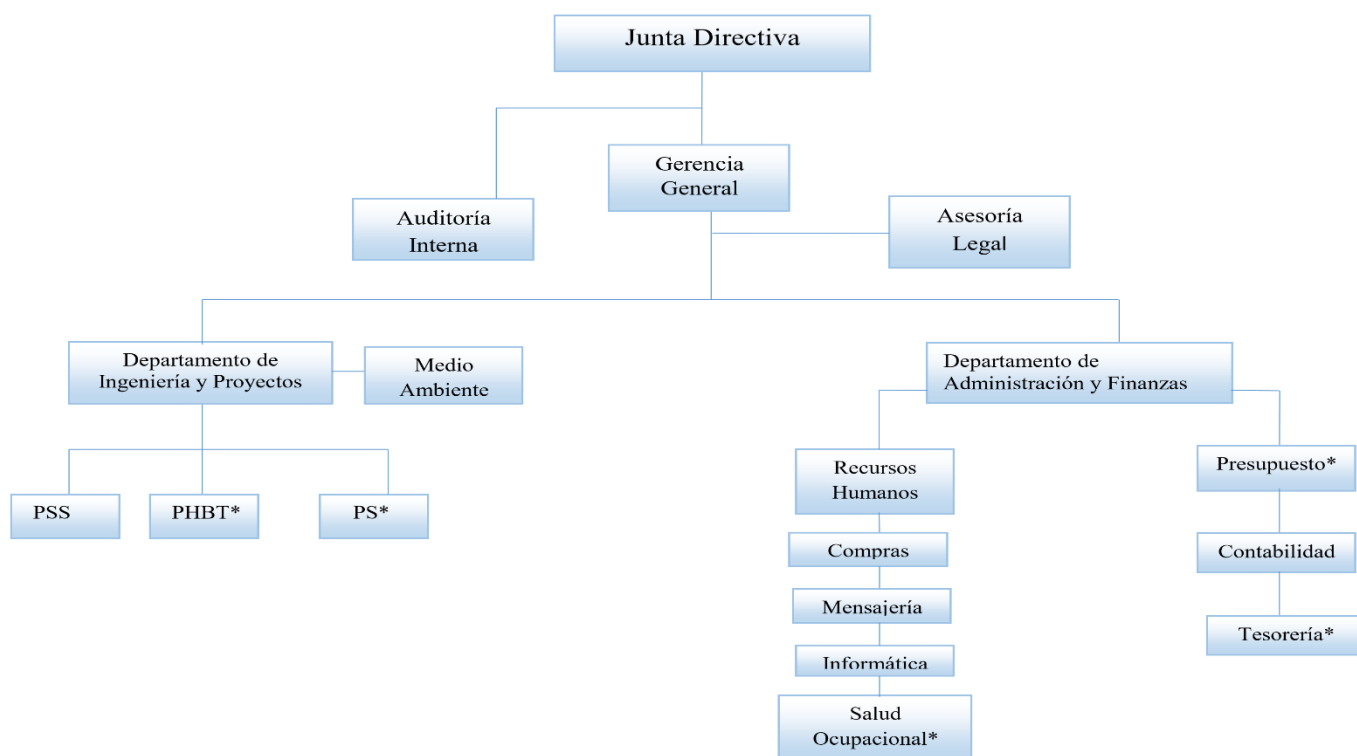 Junta Directiva
Gerencia
General
Auditoría
Interna
Asesoría
Legal
Departamento de
Ingeniería y Proyectos
Medio
Ambiente
Departamento de
Administración y Finanzas
PSS
PHBT*
PS*
Recursos
Humanos
Compras
Mensajería
Informática
Salud
Ocupacional*
Presupuesto*
Contabilidad
Tesorería*